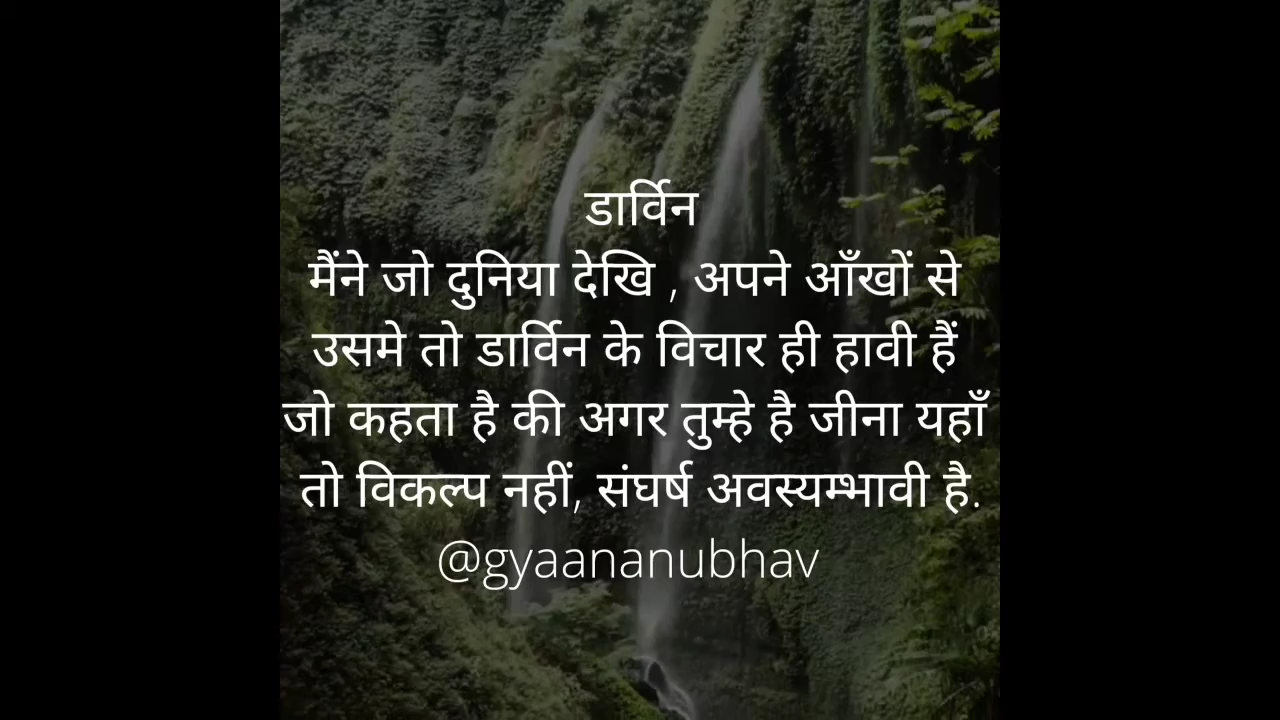 डार्विन
मैंने जो दुनिया देखि , अपने आँखों से
उसमे तो डार्विन के विचार ही हावी हैं
जो कहता है की अगर तुम्हे है जीना यहाँ
तो विकल्प नहीं, संघर्ष अवस्यम्भावी है.
@gyaananubhav